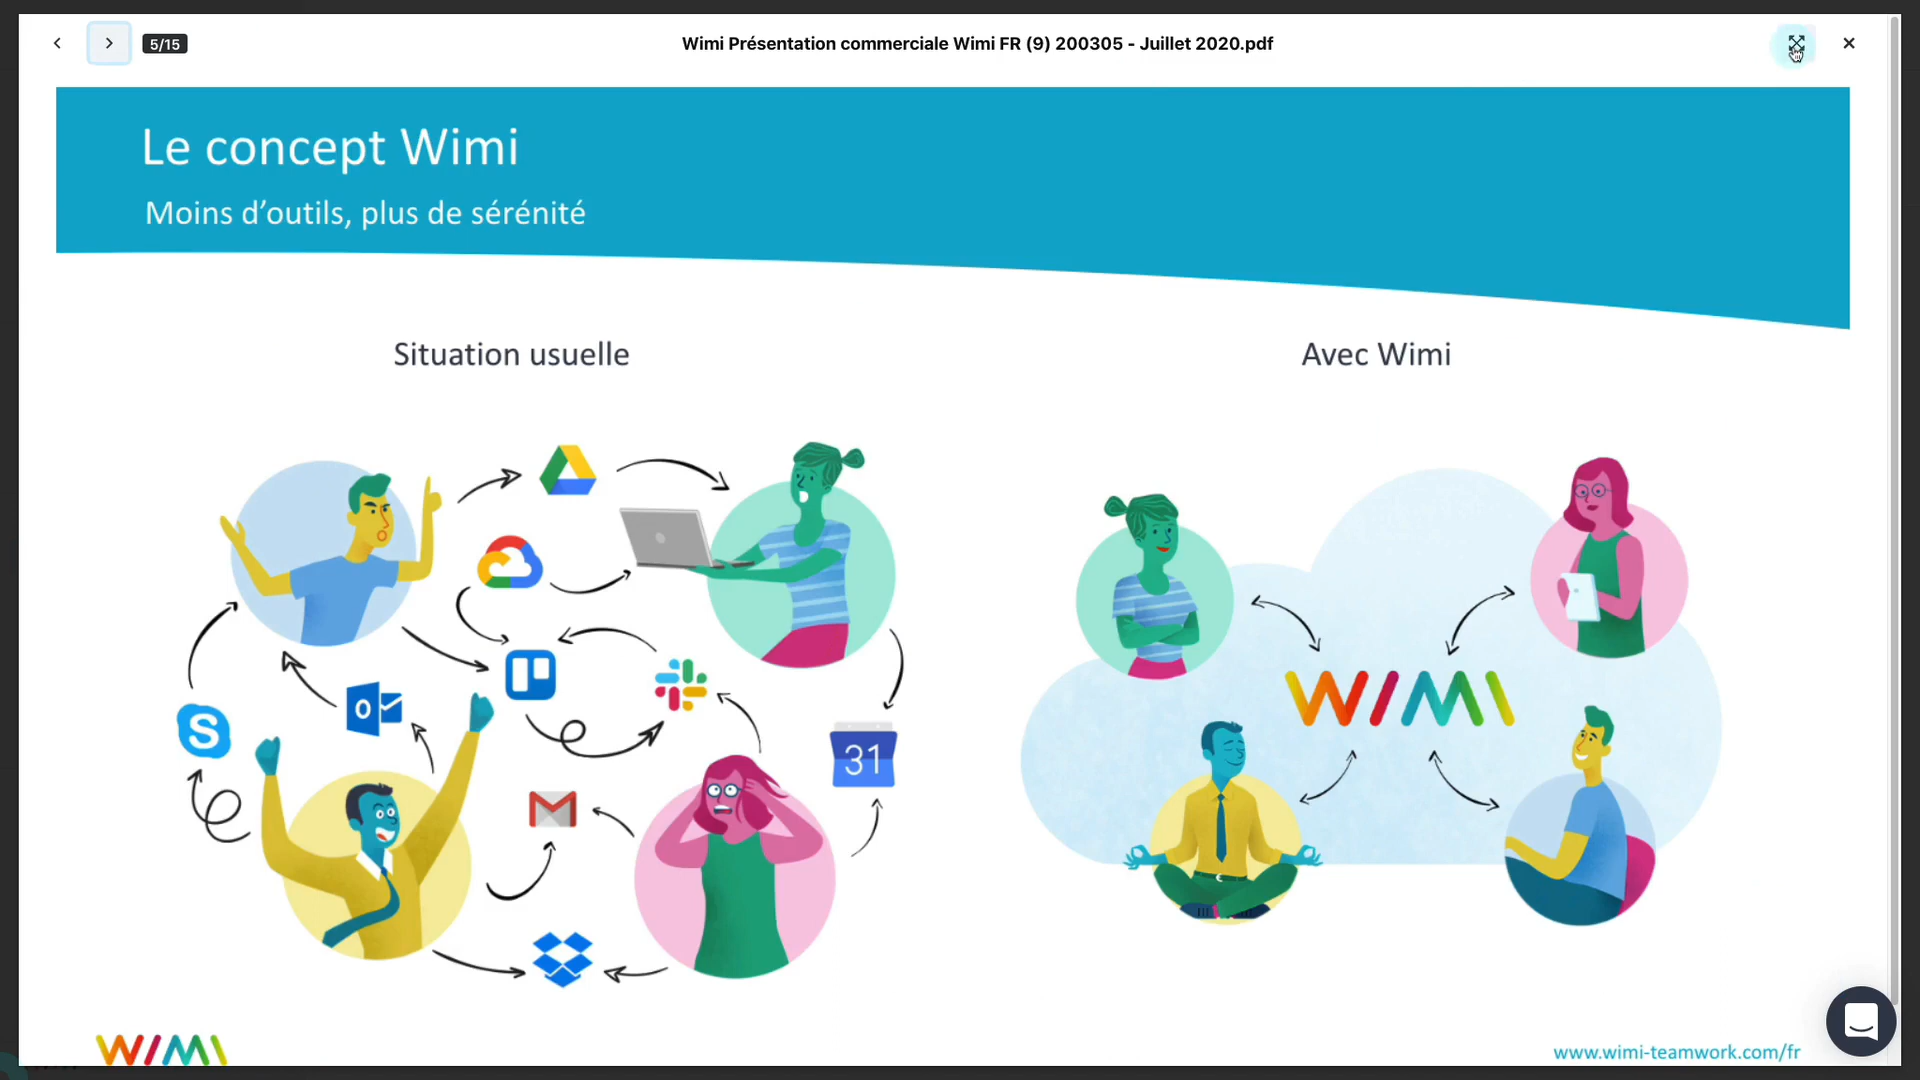 5/15
Wimi Présentation commerciale Wimi FR (9) 200305 - Juillet 2020.pdf
Le concept Wimi
Moins d’outils, plus de sérénité
Situation usuelle
Avec Wimi
S
o
31
WIMI
WIMI
www.wimi-teamwork.com/fr